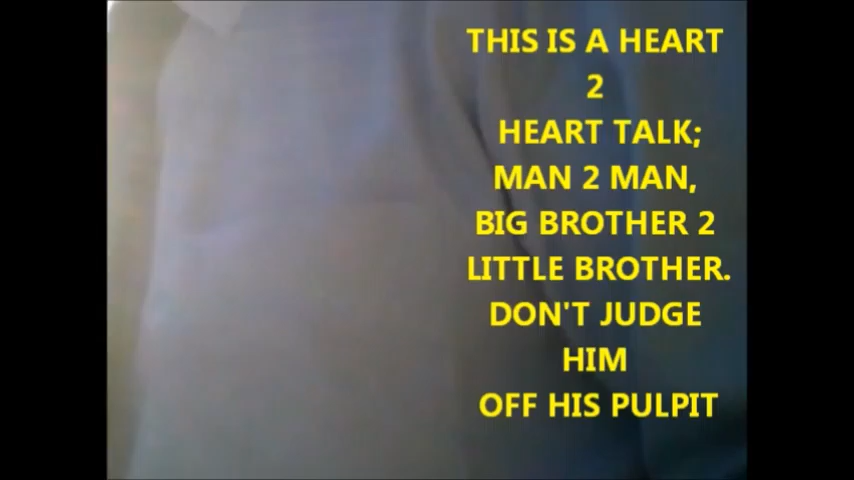 THIS IS A HEART
2
HEART TALK;
MAN 2 MAN,
BIG BROTHER 2
LITTLE BROTHER.
DON'T JUDGE
HIM
OFF HIS PULPIT